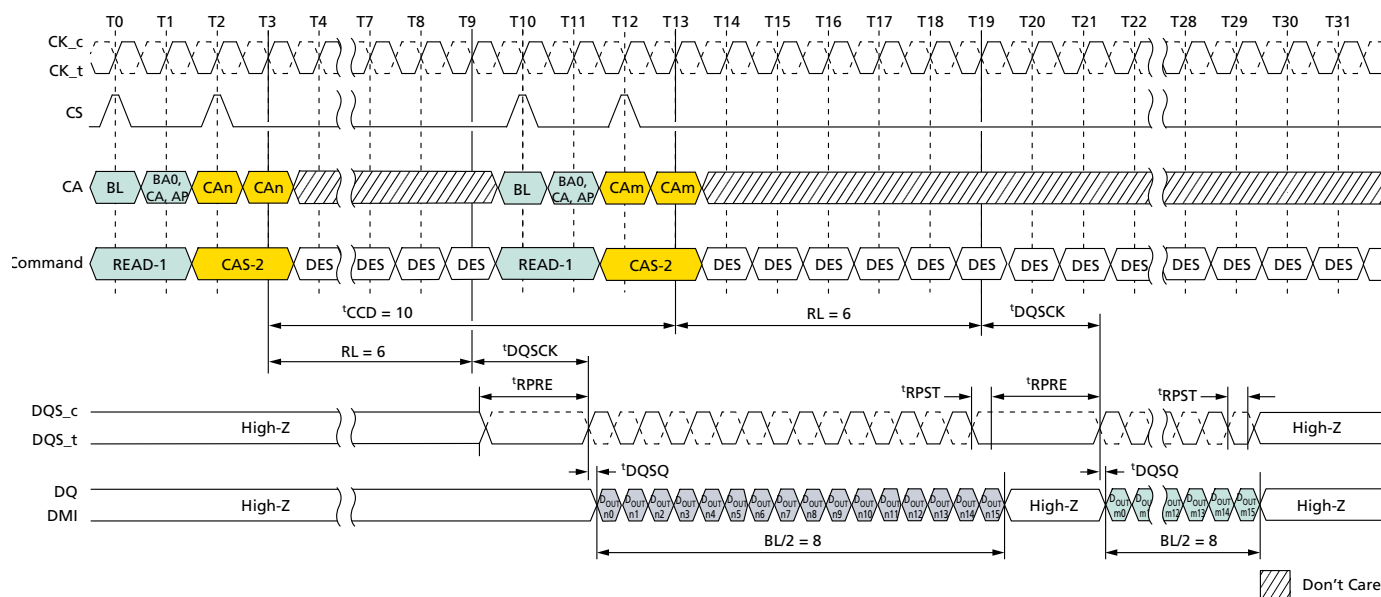 T0 T1 T2 T3 T4 T7 T8 T9 T10 T11 T12 T13 T14 T15 T16 T17 T18 T19 T20 T21 T22 T28 T29 T30 T31
CK_c
CK_t
CS
CA BL BA0, CA, AP CAn CAn BL BA0, CA, AP CAm CAm
Command READ-1 CAS-2 DES DES DES DES READ-1 CAS-2 DES DES DES DES DES DES DES DES DES DES DES DES DES
tCCD = 10 RL = 6 tDQSCK
RL = 6 tDQSCK
tRPRE tRPST tRPRE tRPST
DQS_c
DQS_t
High-Z High-Z
tDQSQ tDQSQ
DQ
DMI
High-Z DOUT n0 DOUT n1 DOUT n2 DOUT n3 DOUT n4 DOUT n5 DOUT n6 DOUT n7 DOUT n8 DOUT n9 DOUT n10 DOUT n11 DOUT n12 DOUT n13 DOUT n14 DOUT n15 High-Z DOUT m0 DOUT m12 DOUT m13 DOUT m14 DOUT m15 High-Z
BL/2 = 8 BL/2 = 8
Don't Care